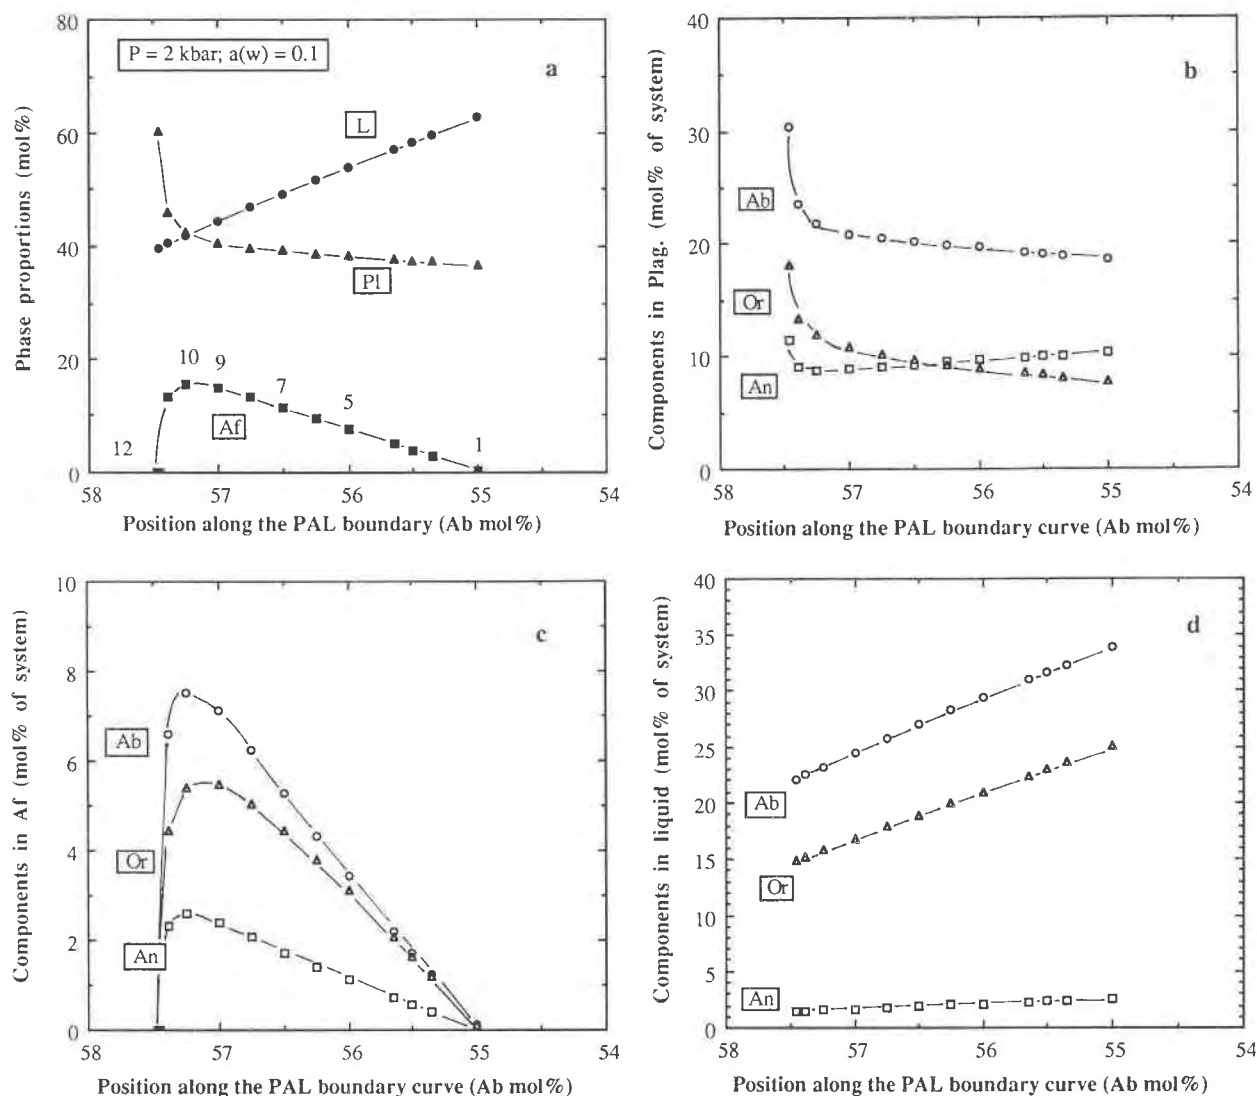 80
60
40
20
0
Phase proportions (mol%)
P = 2 kbar; a(w) = 0.1
a
L
Pl
Af
12
10
9
7
5
1
58
57
56
55
54
Position along the PAL boundary (Ab mol%)
40
30
20
10
0
Components in Plag. (mol% of system)
b
Ab
Or
An
58
57
56
55
54
Position along the PAL boundary curve (Ab mol%)
10
8
6
4
2
0
Components in Af (mol% of system)
c
Ab
Or
An
58
57
56
55
54
Position along the PAL boundary curve (Ab mol%)
40
35
30
25
20
15
10
5
0
Components in liquid (mol% of system)
d
Ab
Or
An
58
57
56
55
54
Position along the PAL boundary curve (Ab mol%)